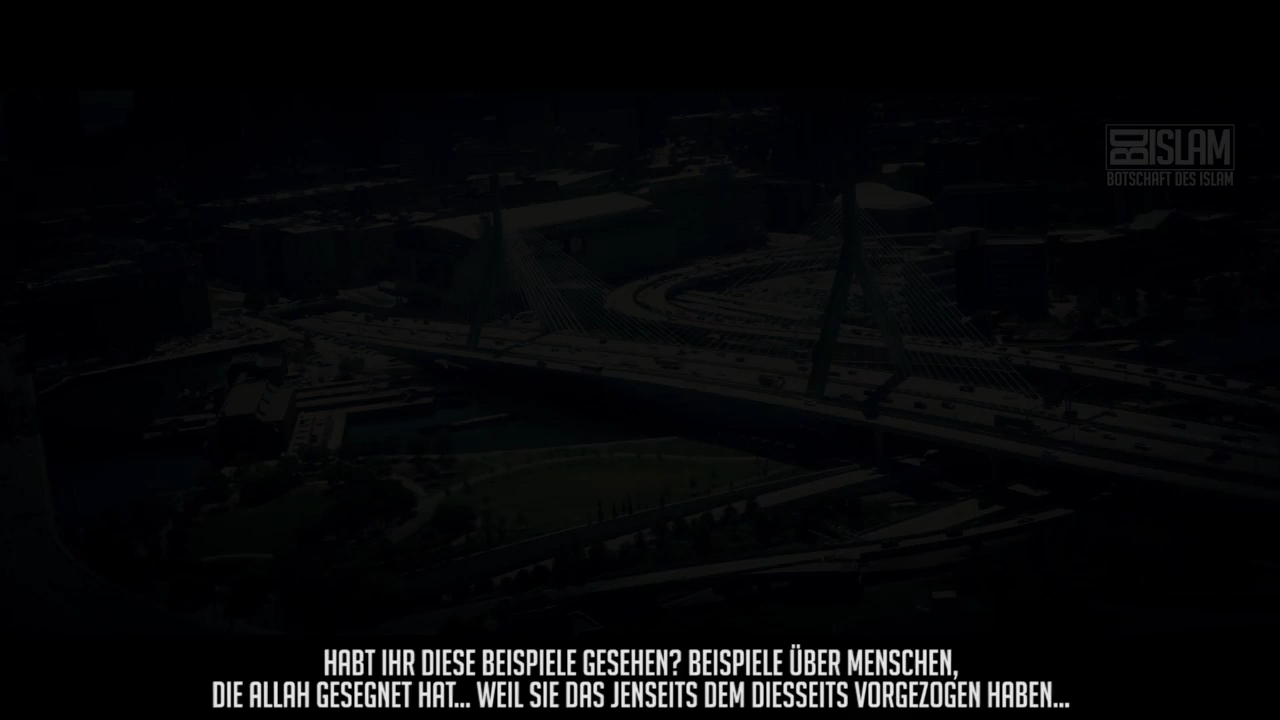 BDISLAM
BOTSCHAFT DES ISLAM
HABT IHR DIESE BEISPIELE GESEHEN? BEISPIELE ÜBER MENSCHEN,
DIE ALLAH GESEGNET HAT... WEIL SIE DAS JENSEITS DEM DIESSEITS VORGEZOGEN HABEN...